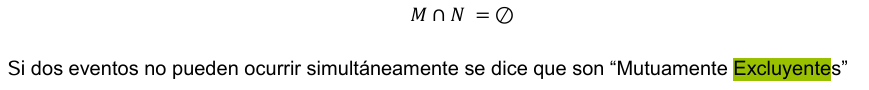 M ∩ N = ∅
Si dos eventos no pueden ocurrir simultáneamente se dice que son “Mutuamente Excluyentes”